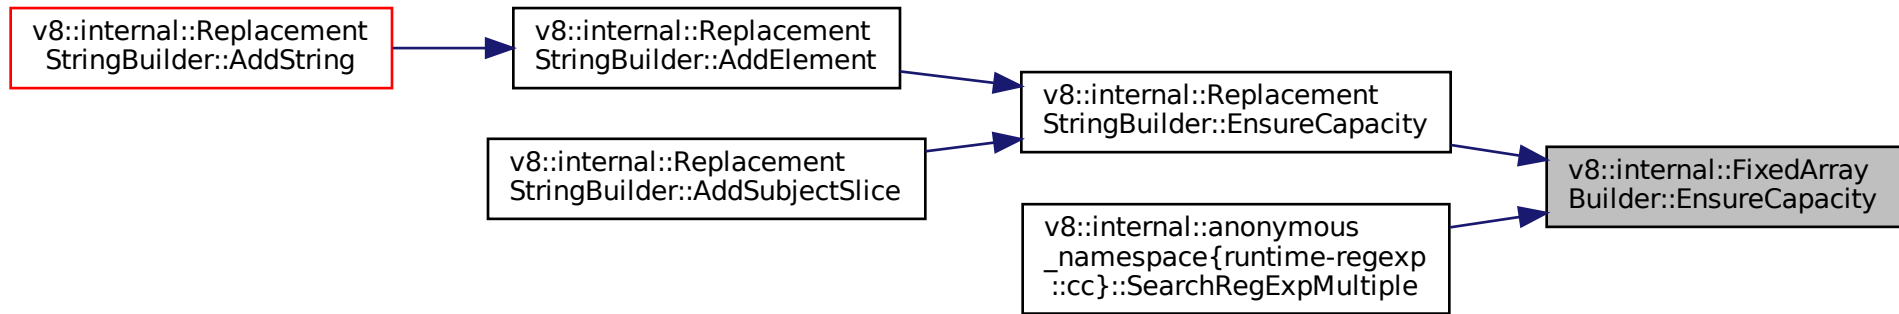 v8::internal::Replacement
StringBuilder::AddString
v8::internal::Replacement
StringBuilder::AddElement
v8::internal::Replacement
StringBuilder::AddSubjectSlice
v8::internal::Replacement
StringBuilder::EnsureCapacity
v8::internal::anonymous
_namespace{runtime-regexp
::cc}::SearchRegExpMultiple
v8::internal::FixedArray
Builder::EnsureCapacity